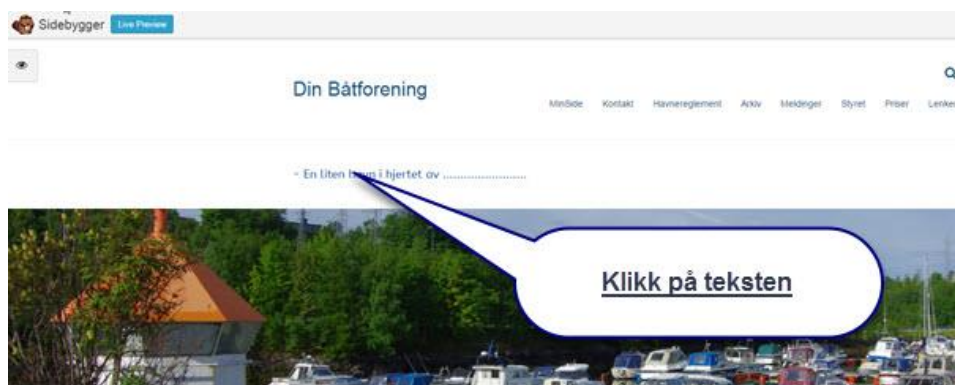 Sidebygger Live Preview
Din Båtforening
MinSide Kontakt Havnereglement Arkiv Meldinger Styret Priser Lenker
- En liten havn i hjertet av ..........................
Klikk på teksten